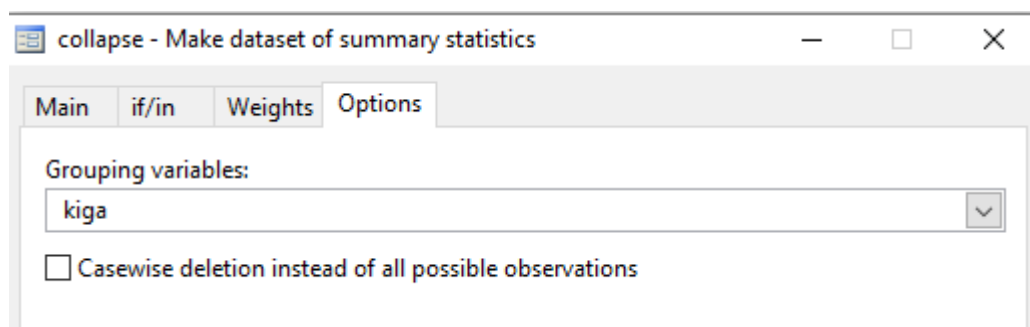 collapse - Make dataset of summary statistics
Main if/in Weights Options
Grouping variables:
kiga
Casewise deletion instead of all possible observations